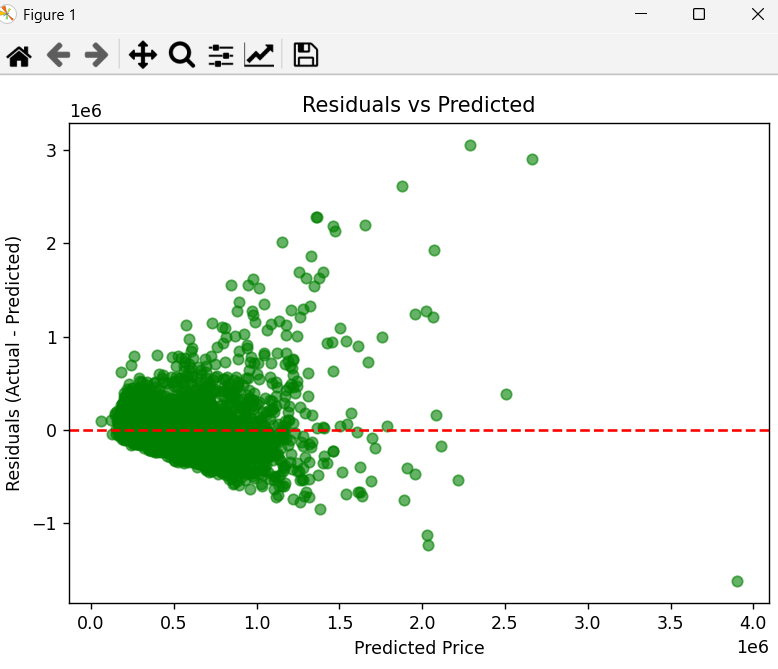 Figure 1
Residuals vs Predicted
1e6
3
2
1
0
−1
Residuals (Actual - Predicted)
0.0 0.5 1.0 1.5 2.0 2.5 3.0 3.5 4.0
1e6
Predicted Price